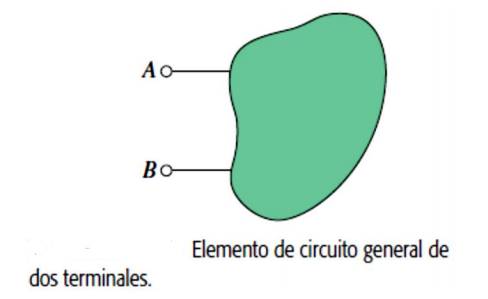 A
B
Elemento de circuito general de
dos terminales.